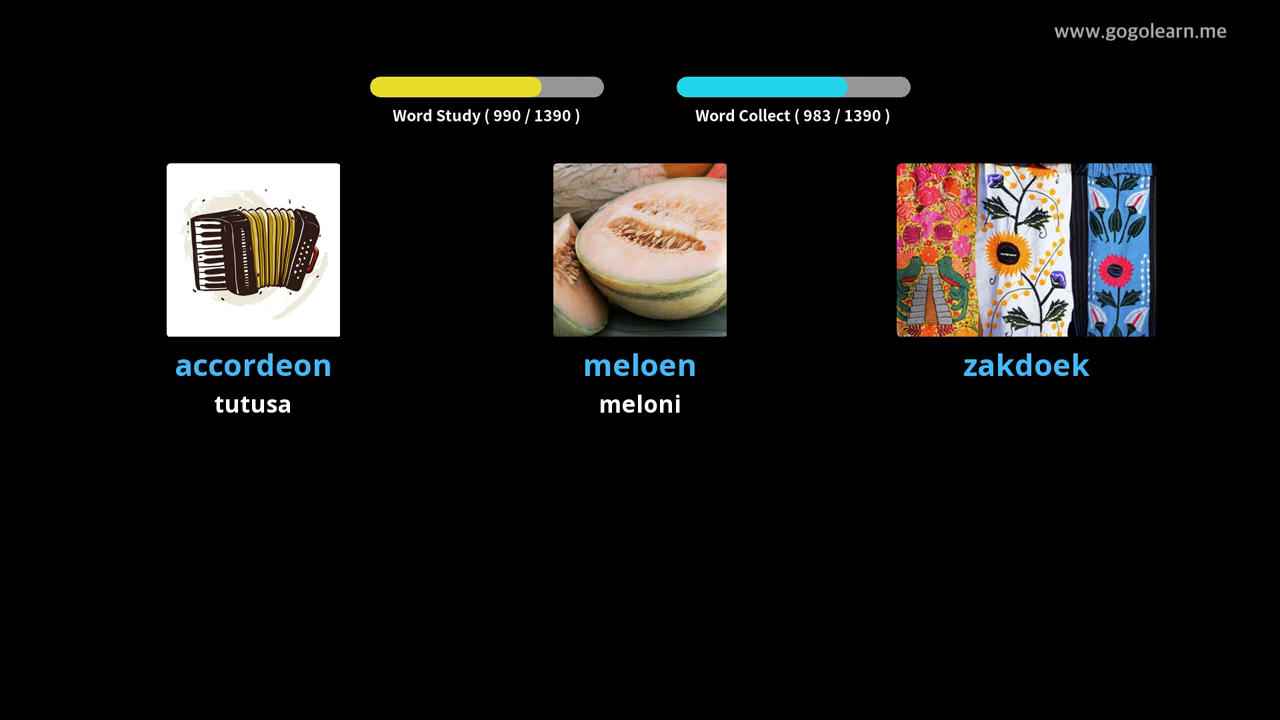 www.gogolearn.me
Word Study ( 990 / 1390 )
Word Collect ( 983 / 1390 )
accordeon
tutusa
meloen
meloni
zakdoek